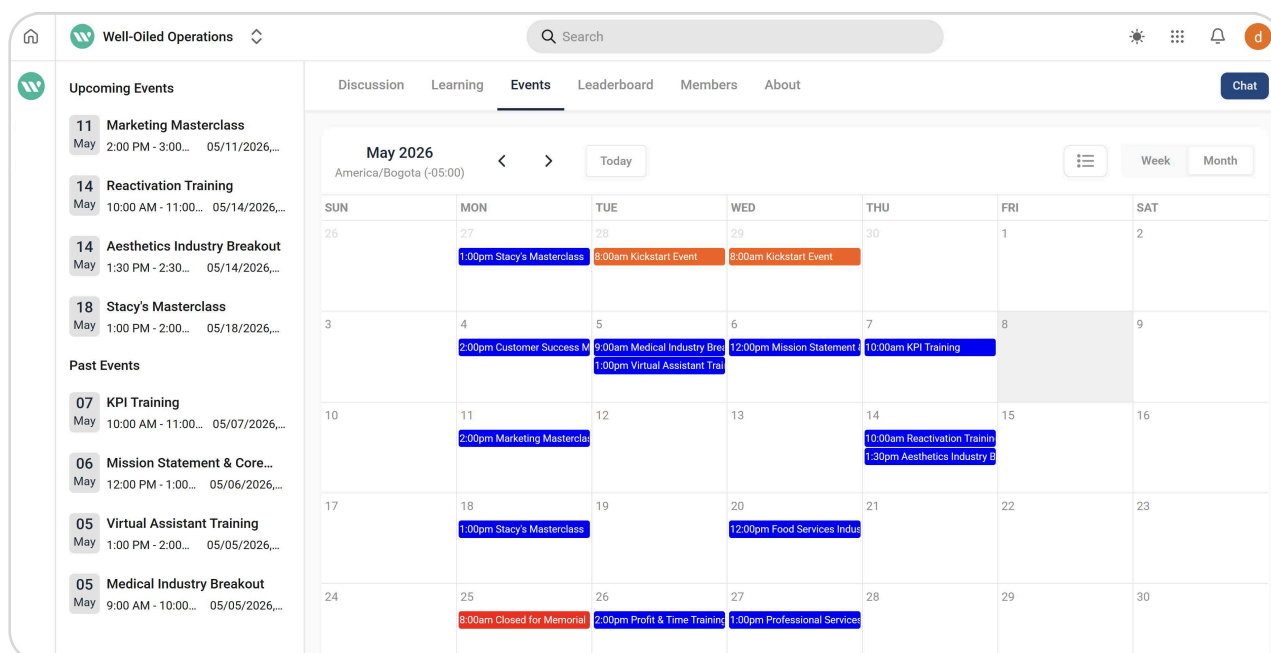 Well-Oiled Operations
Search
d
Upcoming Events
11 May
Marketing Masterclass
2:00 PM - 3:00... 05/11/2026,...
14 May
Reactivation Training
10:00 AM - 11:00... 05/14/2026,...
14 May
Aesthetics Industry Breakout
1:30 PM - 2:30... 05/14/2026,...
18 May
Stacy's Masterclass
1:00 PM - 2:00... 05/18/2026,...
Past Events
07 May
KPI Training
10:00 AM - 11:00... 05/07/2026,...
06 May
Mission Statement & Core...
12:00 PM - 1:00... 05/06/2026,...
05 May
Virtual Assistant Training
1:00 PM - 2:00... 05/05/2026,...
05 May
Medical Industry Breakout
9:00 AM - 10:00... 05/05/2026,...
Discussion Learning Events Leaderboard Members About
Chat
May 2026
America/Bogota (-05:00)
Today
Week Month
SUN MON TUE WED THU FRI SAT
26 27 28 29 30 1 2
1:00pm Stacy's Masterclass 8:00am Kickstart Event 8:00am Kickstart Event
3 4 5 6 7 8 9
2:00pm Customer Success M 9:00am Medical Industry Brea 12:00pm Mission Statement & 10:00am KPI Training
1:00pm Virtual Assistant Trai
10 11 12 13 14 15 16
2:00pm Marketing Masterclas 10:00am Reactivation Trainin
1:30pm Aesthetics Industry B
17 18 19 20 21 22 23
1:00pm Stacy's Masterclass 12:00pm Food Services Indus
24 25 26 27 28 29 30
8:00am Closed for Memorial 2:00pm Profit & Time Training 1:00pm Professional Services